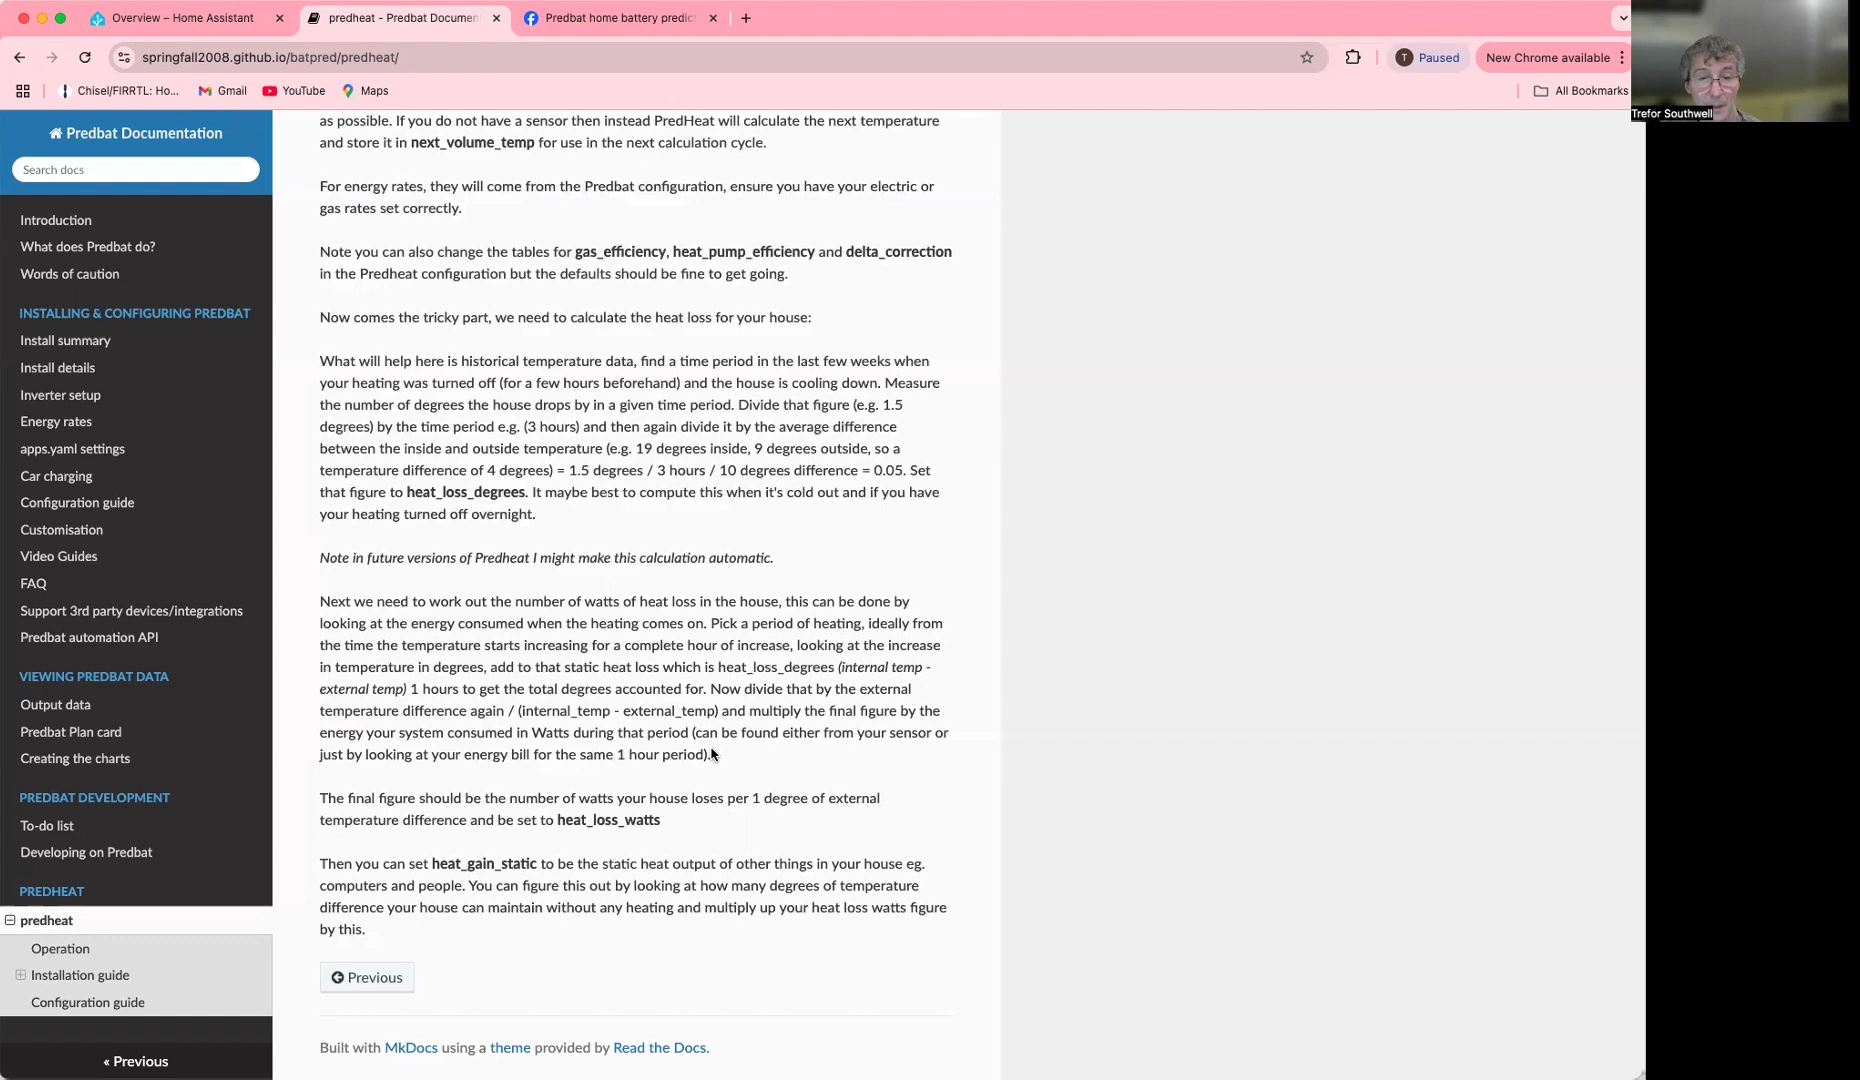 Overview – Home Assistant
predheat - Predbat Documen
Predbat home battery predic
springfall2008.github.io/batpred/predheat/
T
Paused
New Chrome available
Chisel/FIRRTL: Ho...
Gmail
YouTube
Maps
All Bookmarks
Trefor Southwell
Predbat Documentation
Search docs
Introduction
What does Predbat do?
Words of caution
INSTALLING & CONFIGURING PREDBAT
Install summary
Install details
Inverter setup
Energy rates
apps.yaml settings
Car charging
Configuration guide
Customisation
Video Guides
FAQ
Support 3rd party devices/integrations
Predbat automation API
VIEWING PREDBAT DATA
Output data
Predbat Plan card
Creating the charts
PREDBAT DEVELOPMENT
To-do list
Developing on Predbat
PREDHEAT
predheat
Operation
Installation guide
Configuration guide
« Previous
as possible. If you do not have a sensor then instead PredHeat will calculate the next temperature
and store it in next_volume_temp for use in the next calculation cycle.
For energy rates, they will come from the Predbat configuration, ensure you have your electric or
gas rates set correctly.
Note you can also change the tables for gas_efficiency, heat_pump_efficiency and delta_correction
in the Predheat configuration but the defaults should be fine to get going.
Now comes the tricky part, we need to calculate the heat loss for your house:
What will help here is historical temperature data, find a time period in the last few weeks when
your heating was turned off (for a few hours beforehand) and the house is cooling down. Measure
the number of degrees the house drops by in a given time period. Divide that figure (e.g. 1.5
degrees) by the time period e.g. (3 hours) and then again divide it by the average difference
between the inside and outside temperature (e.g. 19 degrees inside, 9 degrees outside, so a
temperature difference of 4 degrees) = 1.5 degrees / 3 hours / 10 degrees difference = 0.05. Set
that figure to heat_loss_degrees. It maybe best to compute this when it's cold out and if you have
your heating turned off overnight.
Note in future versions of Predheat I might make this calculation automatic.
Next we need to work out the number of watts of heat loss in the house, this can be done by
looking at the energy consumed when the heating comes on. Pick a period of heating, ideally from
the time the temperature starts increasing for a complete hour of increase, looking at the increase
in temperature in degrees, add to that static heat loss which is heat_loss_degrees (internal temp -
external temp) 1 hours to get the total degrees accounted for. Now divide that by the external
temperature difference again / (internal_temp - external_temp) and multiply the final figure by the
energy your system consumed in Watts during that period (can be found either from your sensor or
just by looking at your energy bill for the same 1 hour period).
The final figure should be the number of watts your house loses per 1 degree of external
temperature difference and be set to heat_loss_watts
Then you can set heat_gain_static to be the static heat output of other things in your house eg.
computers and people. You can figure this out by looking at how many degrees of temperature
difference your house can maintain without any heating and multiply up your heat loss watts figure
by this.
Previous
Built with MkDocs using a theme provided by Read the Docs.